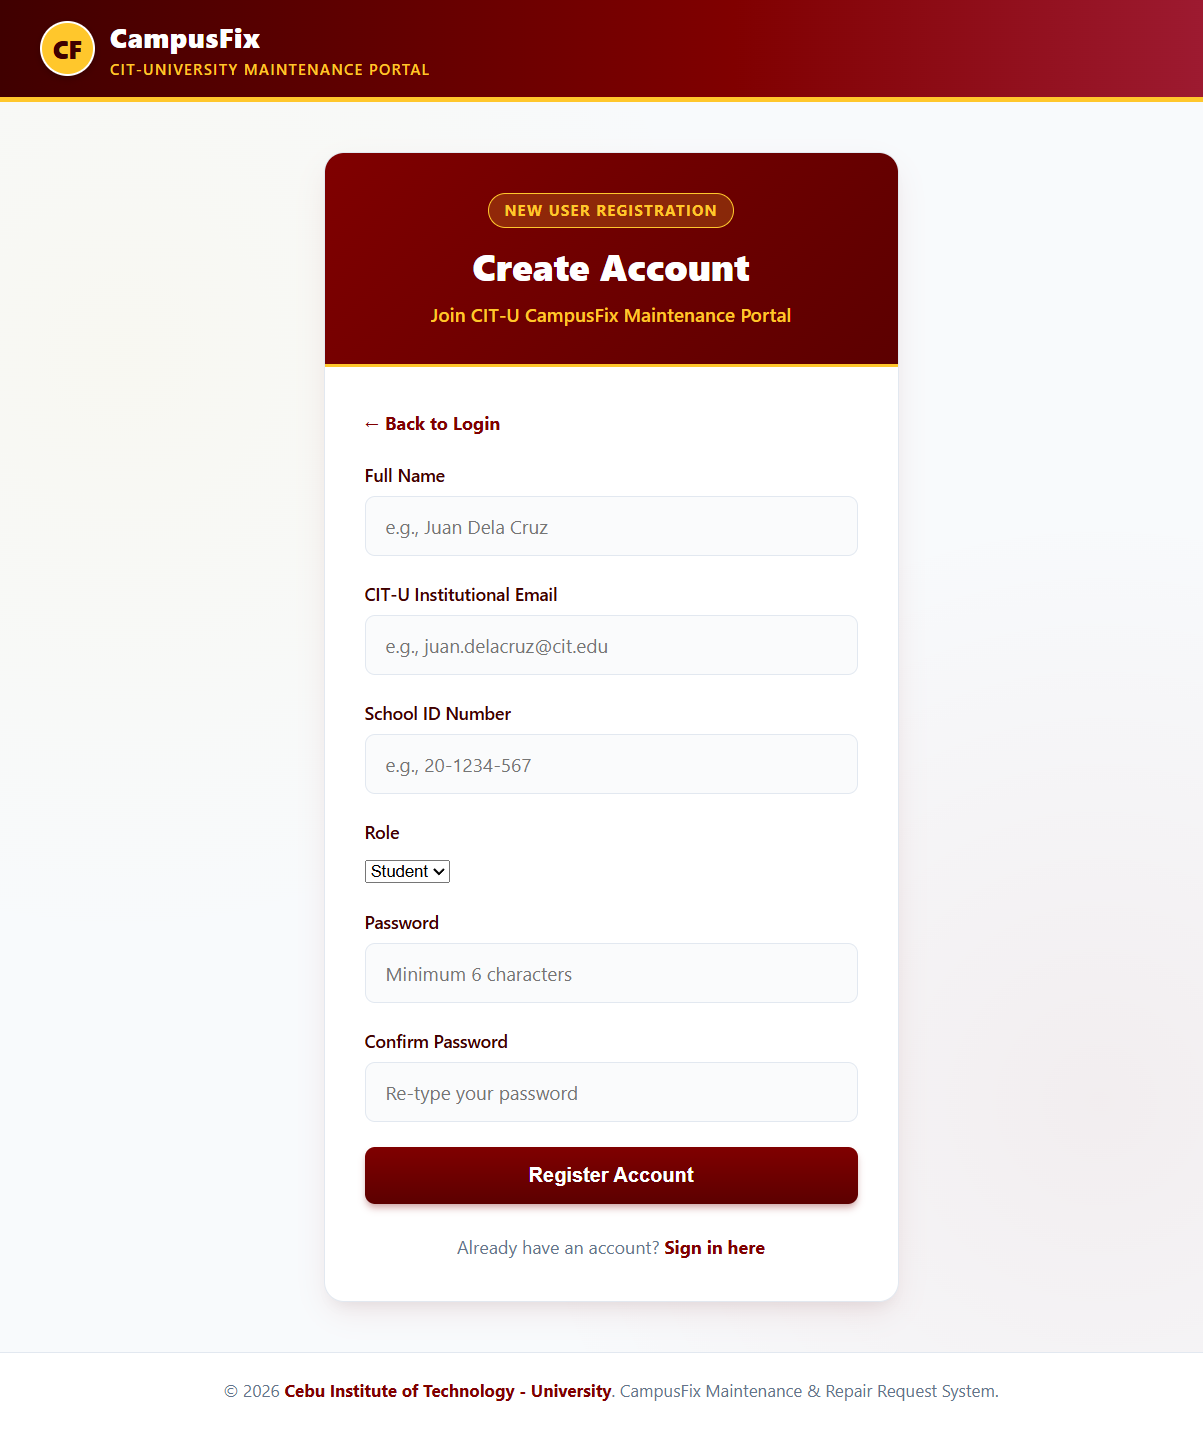 CF
CampusFix
CIT-UNIVERSITY MAINTENANCE PORTAL
NEW USER REGISTRATION
Create Account
Join CIT-U CampusFix Maintenance Portal
← Back to Login
Full Name
e.g., Juan Dela Cruz
CIT-U Institutional Email
e.g., juan.delacruz@cit.edu
School ID Number
e.g., 20-1234-567
Role
Student
Password
Minimum 6 characters
Confirm Password
Re-type your password
Register Account
Already have an account? Sign in here
© 2026 Cebu Institute of Technology - University. CampusFix Maintenance & Repair Request System.